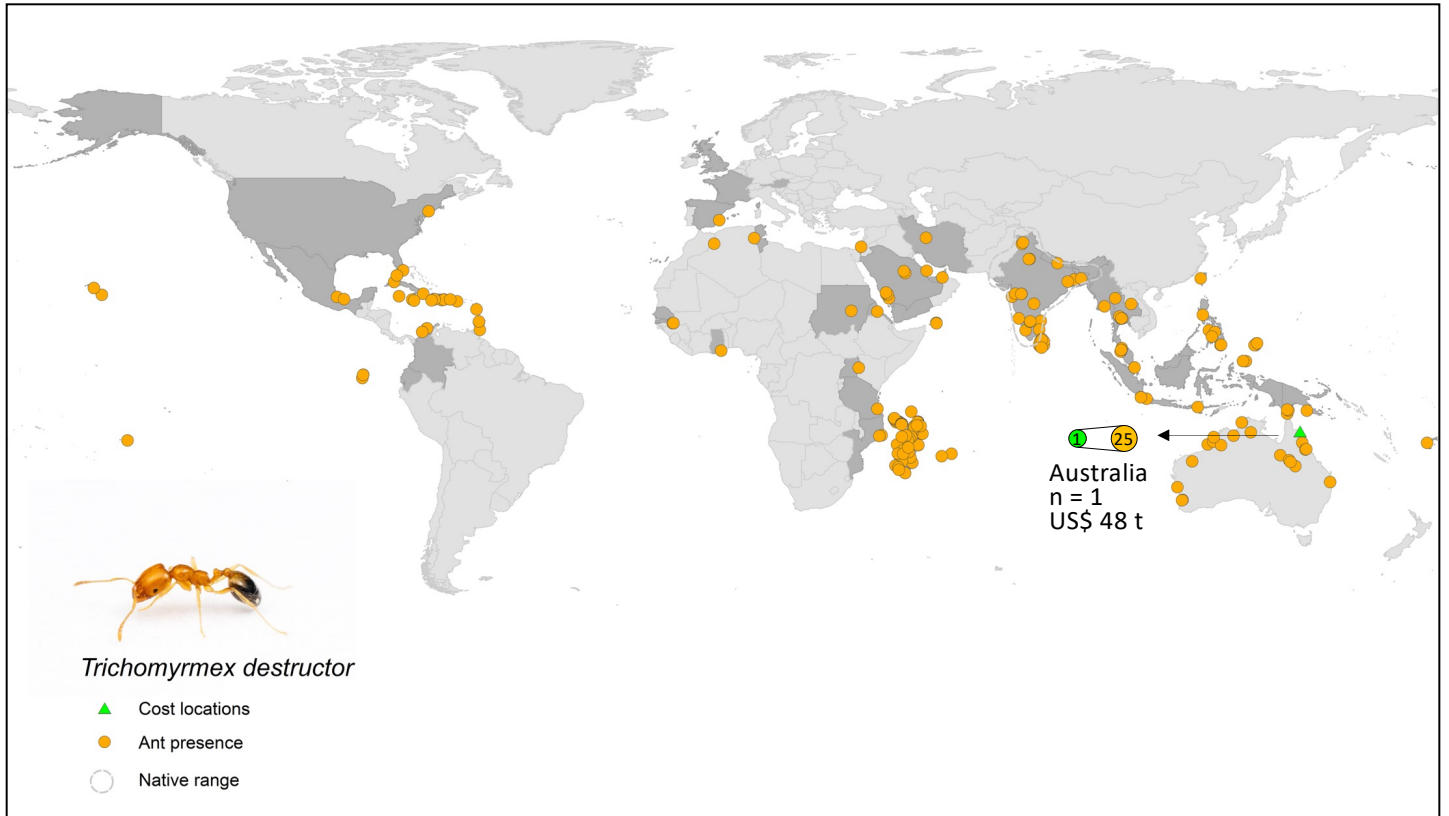 1 25
Australia
n = 1
US$ 48 t
Trichomyrmex destructor
Cost locations
Ant presence
Native range